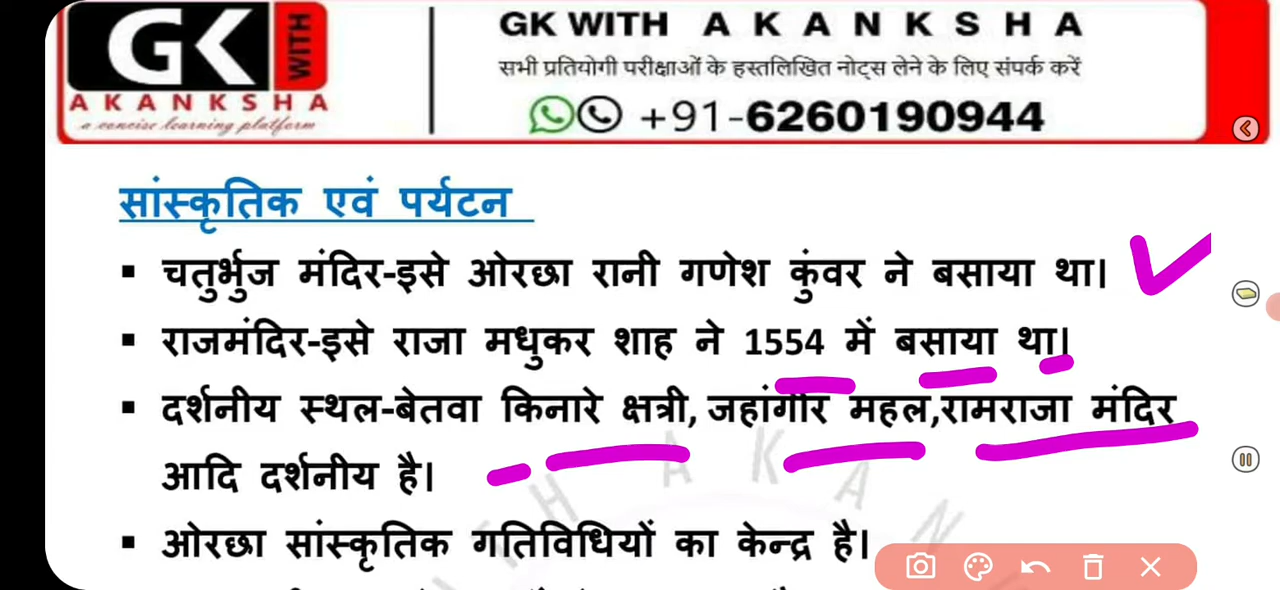 GK WITH
AKANKSHA
a concise learning platform
GK WITH AKANKSHA
सभी प्रतियोगी परीक्षाओं के हस्तलिखित नोट्स लेने के लिए संपर्क करें
+91-6260190944
सांस्कृतिक एवं पर्यटन
▪ चतुर्भुज मंदिर-इसे ओरछा रानी गणेश कुंवर ने बसाया था।
▪ राजमंदिर-इसे राजा मधुकर शाह ने 1554 में बसाया था।
▪ दर्शनीय स्थल-बेतवा किनारे क्षत्री, जहांगीर महल,रामराजा मंदिर
आदि दर्शनीय है।
▪ ओरछा सांस्कृतिक गतिविधियों का केन्द्र है।